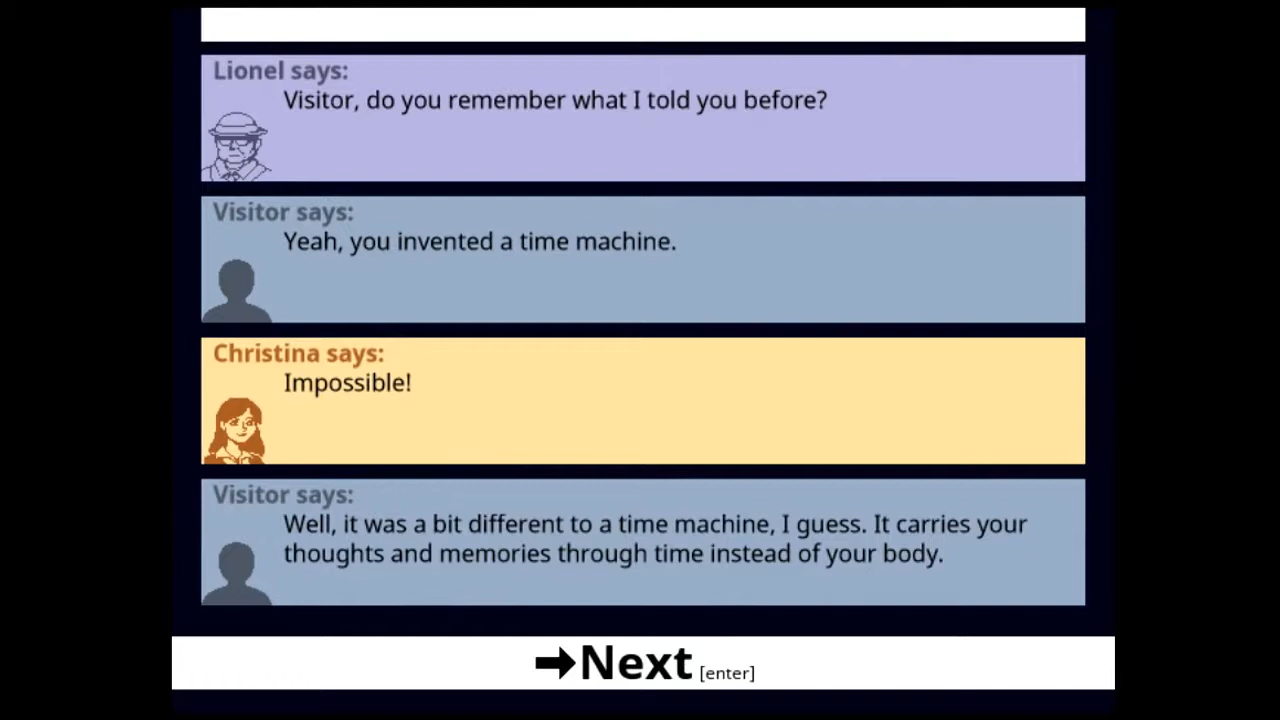 Lionel says:
Visitor, do you remember what I told you before?
Visitor says:
Yeah, you invented a time machine.
Christina says:
Impossible!
Visitor says:
Well, it was a bit different to a time machine, I guess. It carries your
thoughts and memories through time instead of your body.
➡Next [enter]